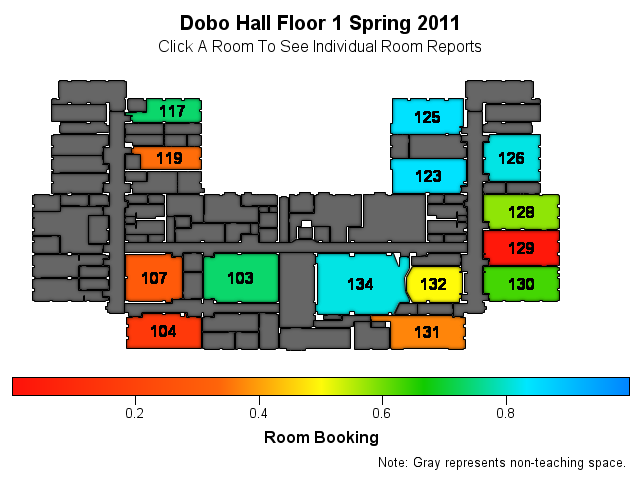 Dobo Hall Floor 1 Spring 2011
Click A Room To See Individual Room Reports
117
125
119
126
123
128
129
107
103
134
132
130
104
131
0.2 0.4 0.6 0.8
Room Booking
Note: Gray represents non-teaching space.